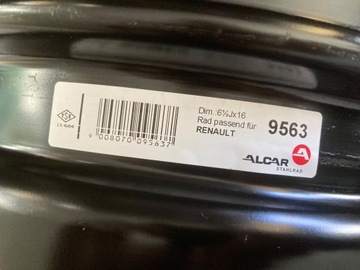 Dim.:6½Jx16
Rad passend für
RENAULT
9563
9 008070 095637
ALCAR
STAHLRAD